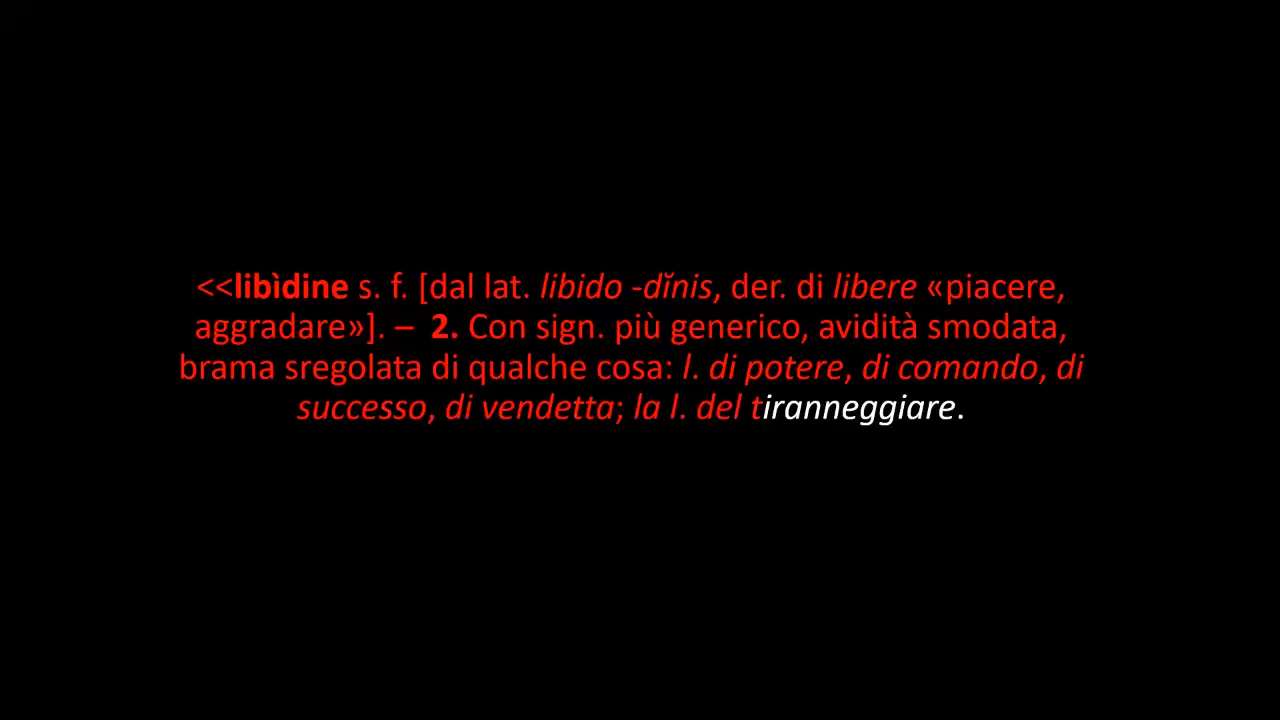 <<libìdine s. f. [dal lat. libido -dĭnis, der. di libere «piacere,
aggradare»]. – 2. Con sign. più generico, avidità smodata,
brama sregolata di qualche cosa: l. di potere, di comando, di
successo, di vendetta; la l. del tiranneggiare.